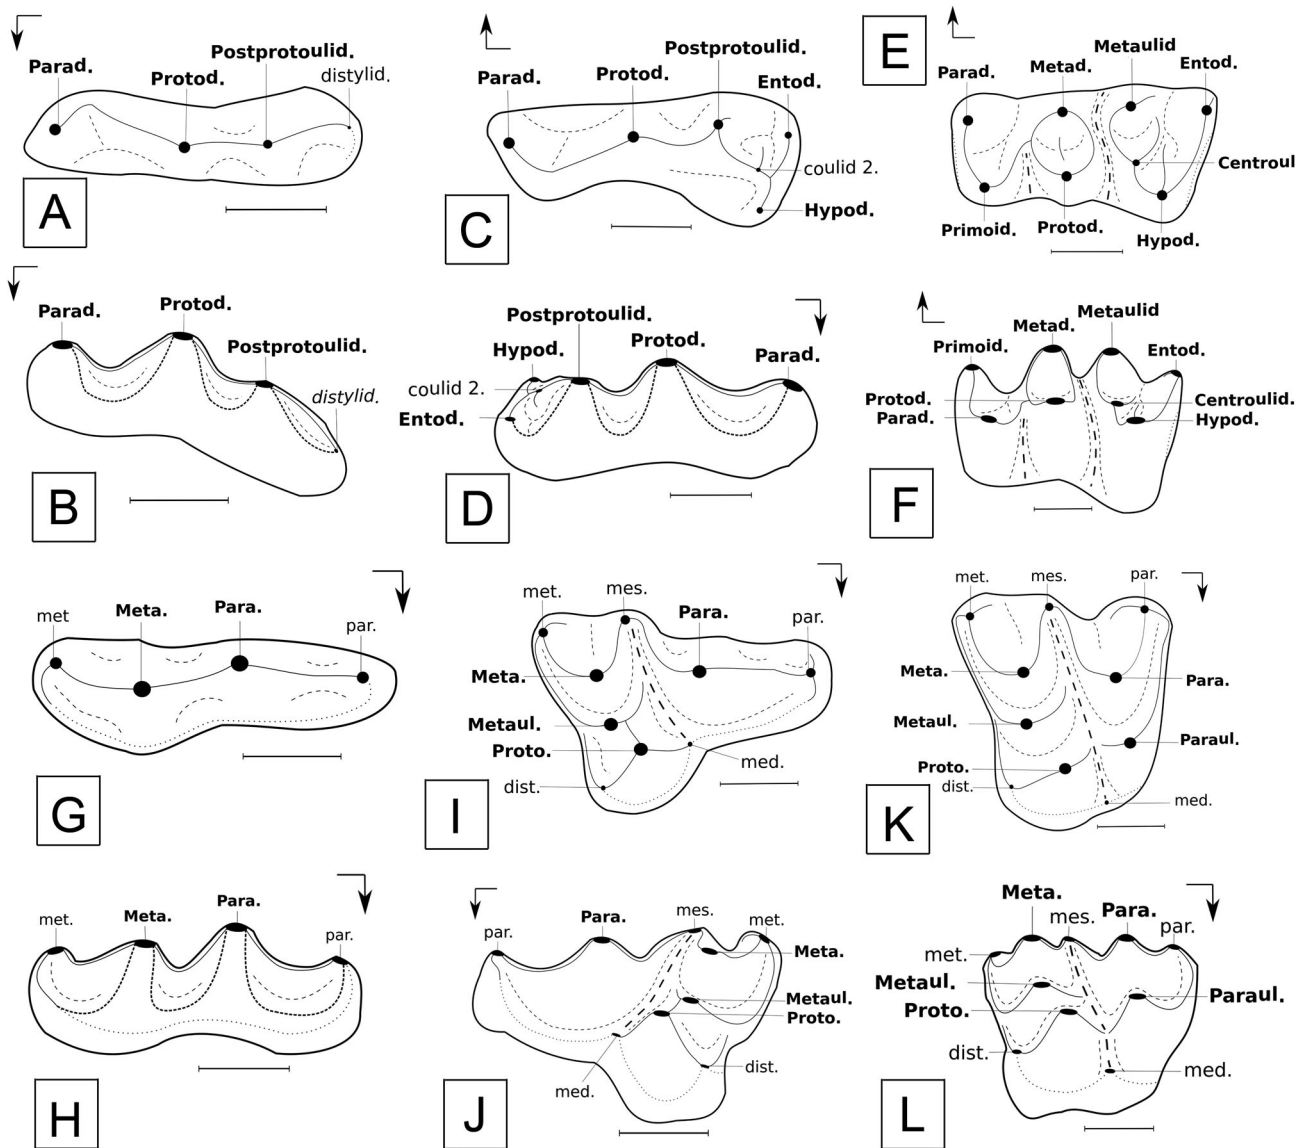 Postprotoulid.
distylid.
Parad.
Protod.
A
Postprotoulid.
Protod.
Entod.
Parad.
coulid 2.
Hypod.
C
E
Metaulid
Parad.
Metad.
Entod.
Centroul
Primoid.
Protod.
Hypod.
Protod.
Parad.
Postprotoulid.
distylid.
B
Postprotoulid.
Protod.
Hypod.
Parad.
coulid 2.
Entod.
D
Metaulid
Metad.
Primoid.
Entod.
Protod.
Centroulid.
Parad.
Hypod.
F
met
Meta.
Para.
par.
G
met.
mes.
Para.
par.
Meta.
Metaul.
Proto.
med.
dist.
I
met.
mes.
par.
Meta.
Para.
Metaul.
Paraul.
Proto.
dist.
med.
K
met.
Meta.
Para.
par.
H
par.
Para.
mes.
met.
Meta.
Metaul.
Proto.
dist.
med.
J
Meta.
mes.
Para.
par.
met.
Metaul.
Paraul.
Proto.
dist.
med.
L